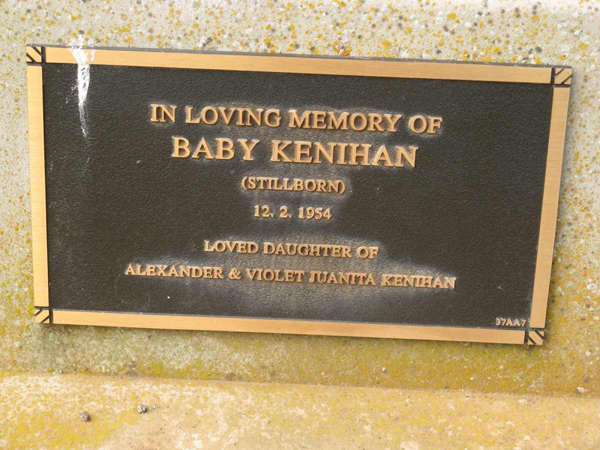 IN LOVING MEMORY OF
BABY KENIHAN
(STILLBORN)
12. 2. 1954
LOVED DAUGHTER OF
ALEXANDER & VIOLET JUANITA KENIHAN
37AA7